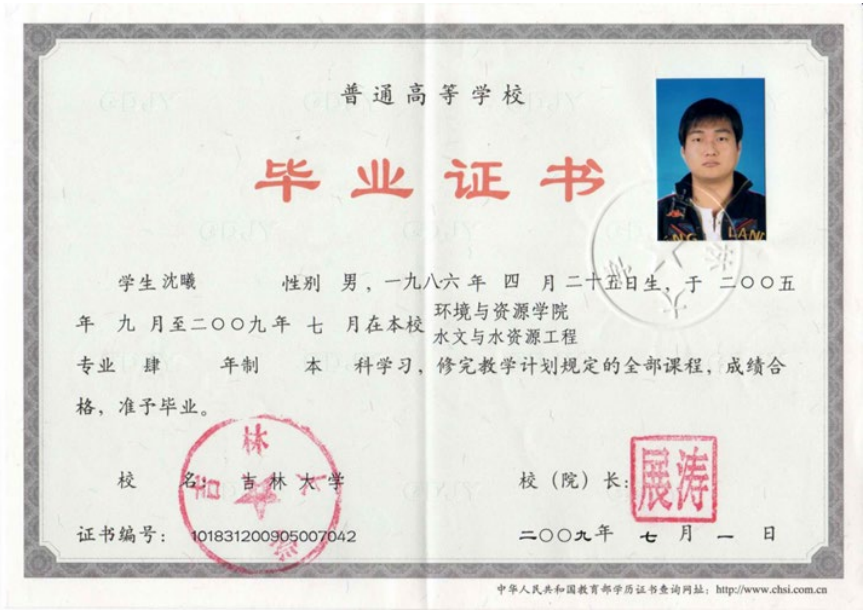 普通高等学校
毕业证书
学生 沈曦 性别 男，一九八六年 四 月二十五日生，于 二〇〇五
年 九 月至二〇〇九年 七 月在本校 环境与资源学院
水文与水资源工程
专业 肆 年制 本 科学习，修完教学计划规定的全部课程，成绩合
格，准予毕业。
校 名：吉林大学 校（院）长：
展涛
吉林大学
证书编号： 101831200905007042 二〇〇九年 七 月 一 日
中华人民共和国教育部学历证书查询网址：http://www.chsi.com.cn